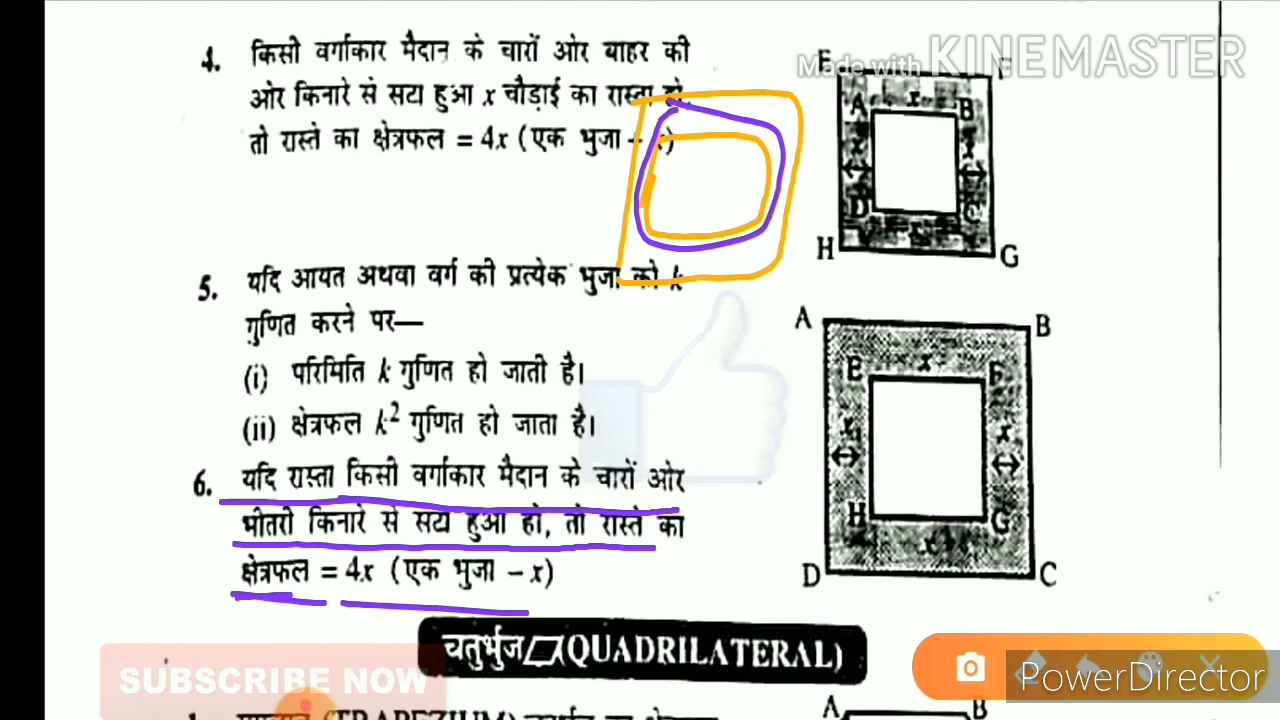 4. किसी वर्गाकार मैदान के चारों ओर बाहर की
ओर किनारे से सटा हुआ x चौड़ाई का रास्ता हो,
तो रास्ते का क्षेत्रफल = 4x (एक भुजा + x)
5. यदि आयत अथवा वर्ग की प्रत्येक भुजा को k
गुणित करने पर—
(i) परिमिति k गुणित हो जाती है।
(ii) क्षेत्रफल k² गुणित हो जाता है।
6. यदि रास्ता किसी वर्गाकार मैदान के चारों ओर
भीतरी किनारे से सटा हुआ हो, तो रास्ते का
क्षेत्रफल = 4x (एक भुजा – x)
चतुर्भुज (QUADRILATERAL)
(TRAPEZIUM)
Made with KINEMASTER
E F
A x B
x x
D C
x
H G
A B
E x F
x x
H G
x
D C
A B
SUBSCRIBE NOW
PowerDirector